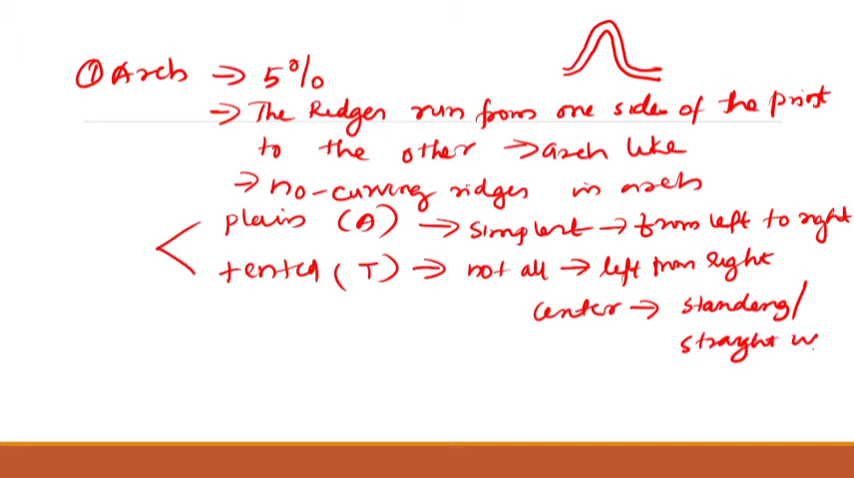 ① Arch → 5%
→ The Ridges run from one side of the print
to the other → arch like
→ no-curving ridges in arch
plain (A) → simplest → from left to right
tented (T) → not all → left from right
center → standing/
straight w